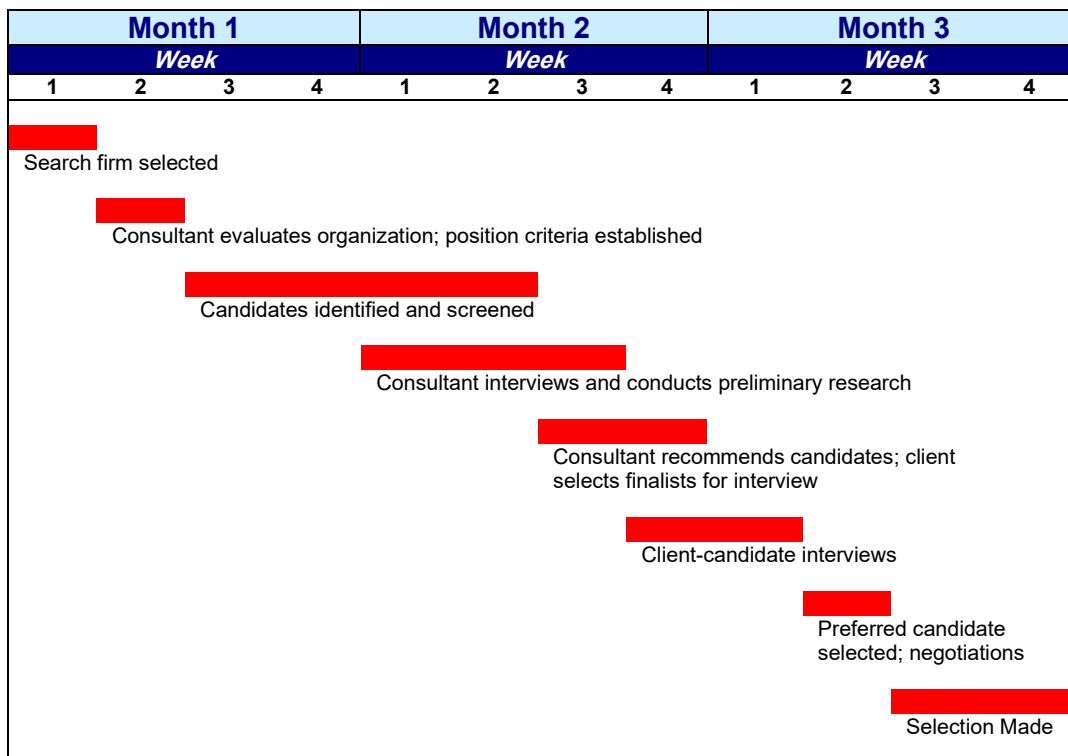 Month 1 Month 2 Month 3
Week Week Week
1 2 3 4 1 2 3 4 1 2 3 4
Search firm selected
Consultant evaluates organization; position criteria established
Candidates identified and screened
Consultant interviews and conducts preliminary research
Consultant recommends candidates; client
selects finalists for interview
Client-candidate interviews
Preferred candidate
selected; negotiations
Selection Made